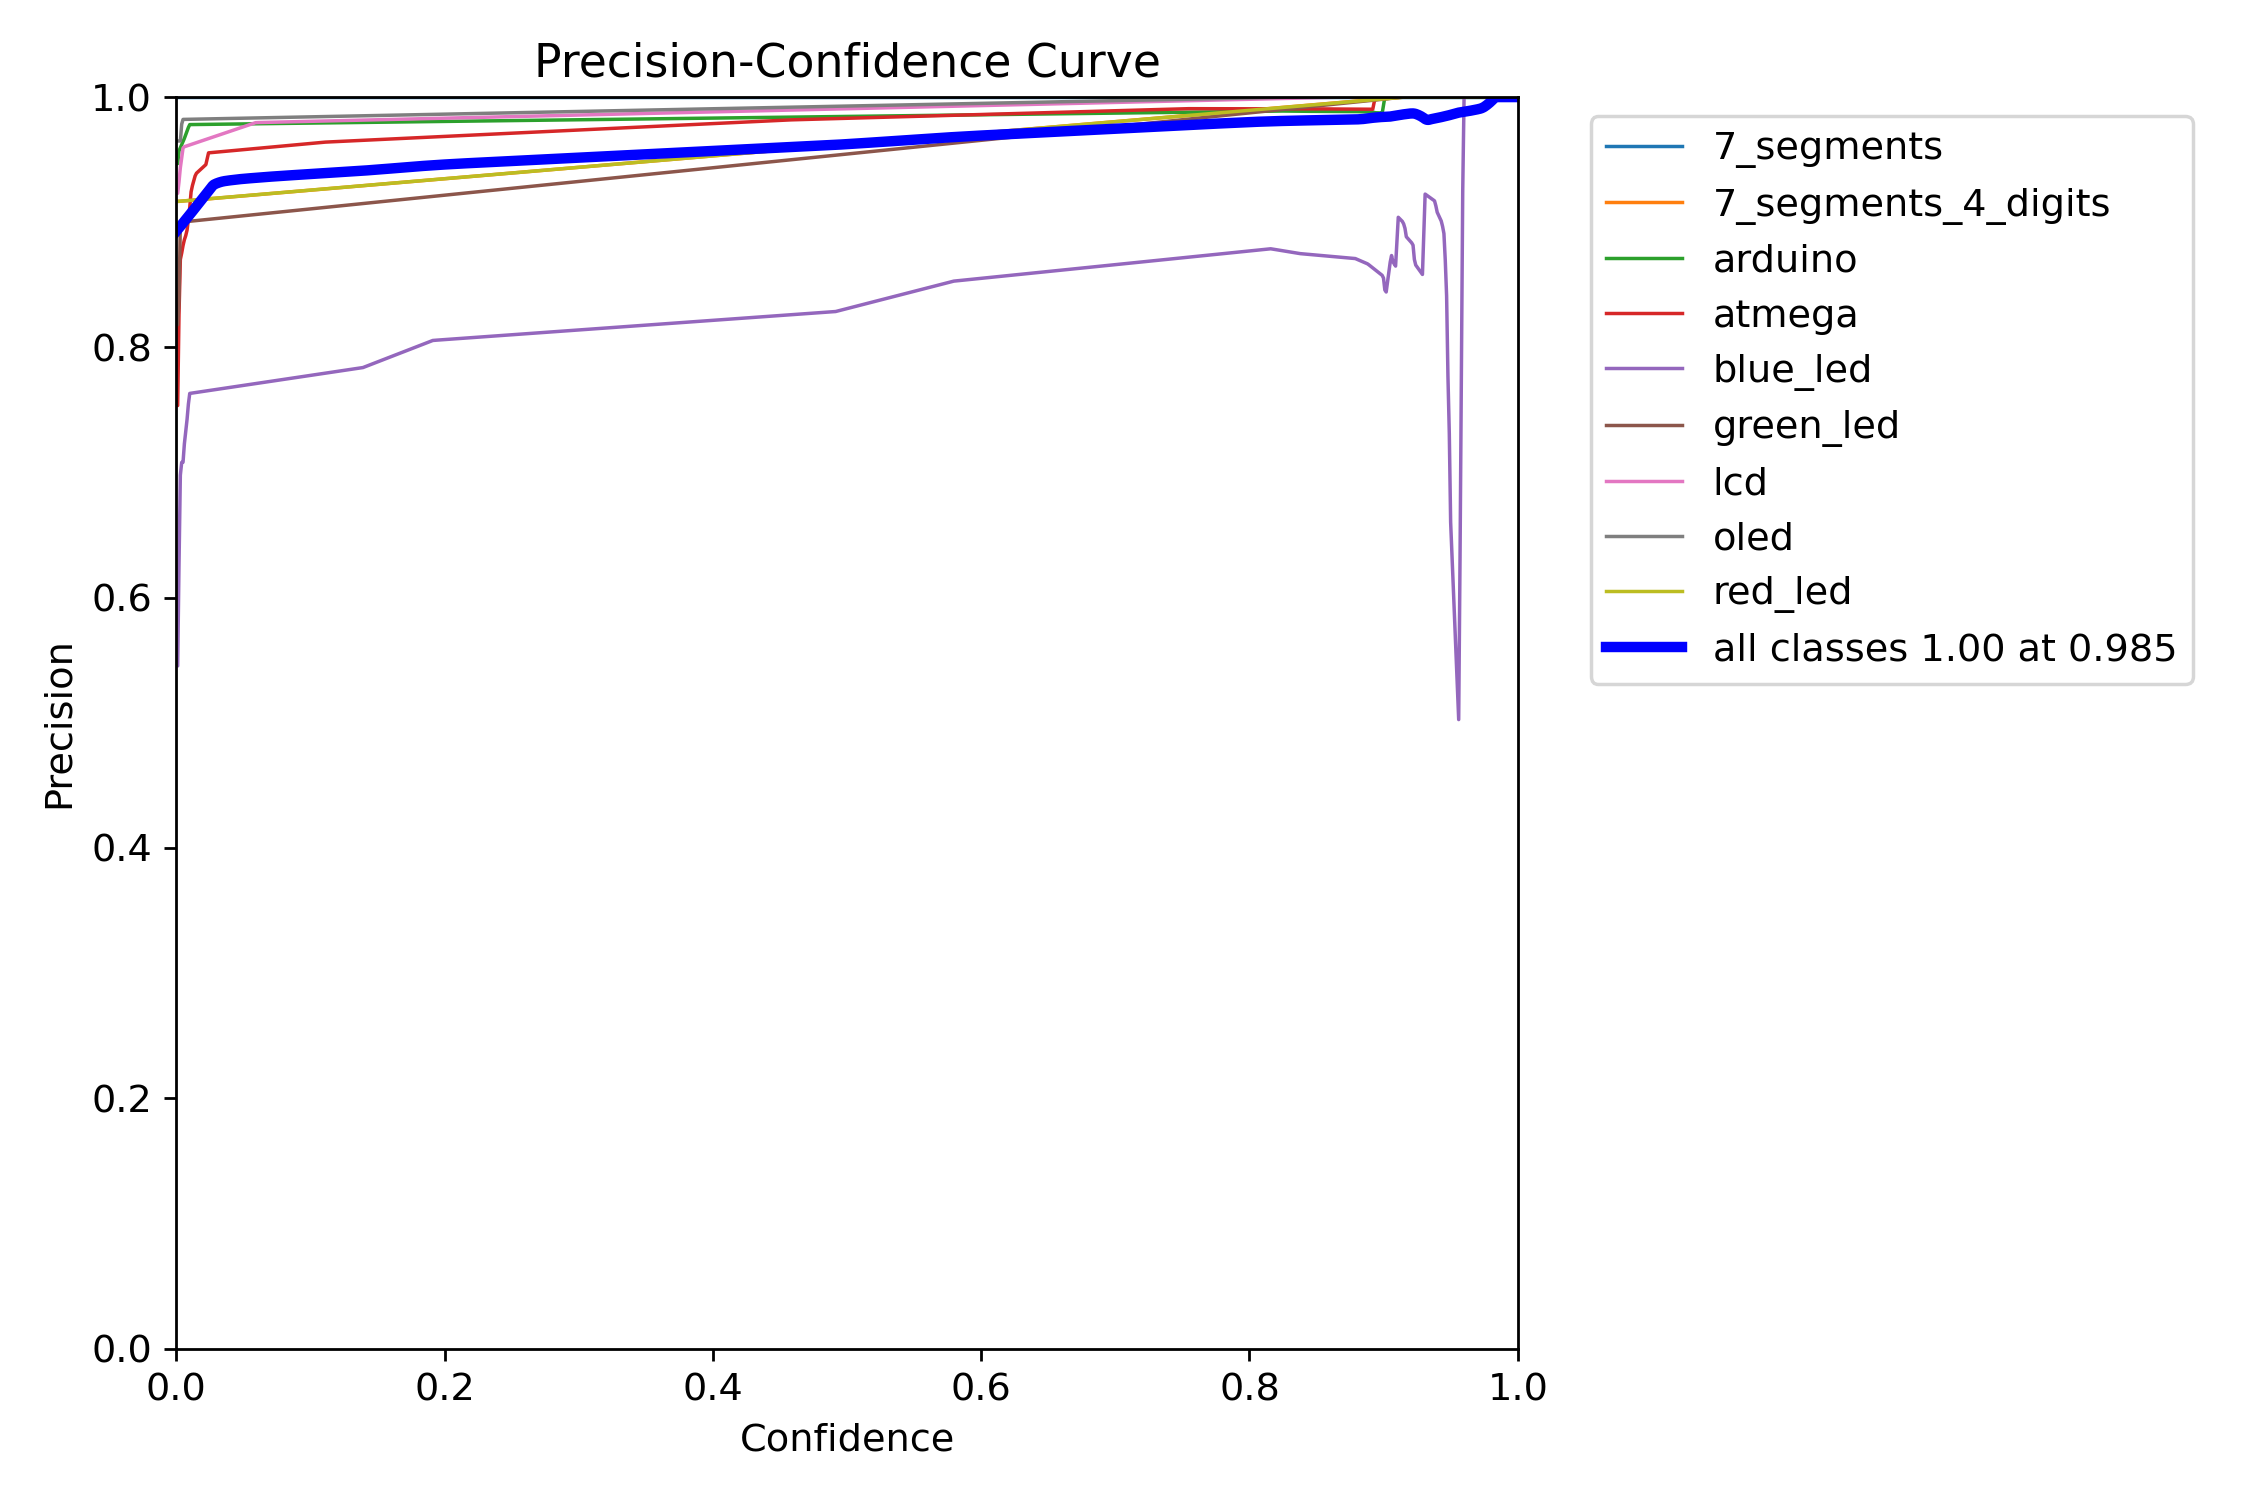 Precision-Confidence Curve
1.0
0.8
0.6
0.4
0.2
0.0
Precision
0.0 0.2 0.4 0.6 0.8 1.0
Confidence
7_segments
7_segments_4_digits
arduino
atmega
blue_led
green_led
lcd
oled
red_led
all classes 1.00 at 0.985